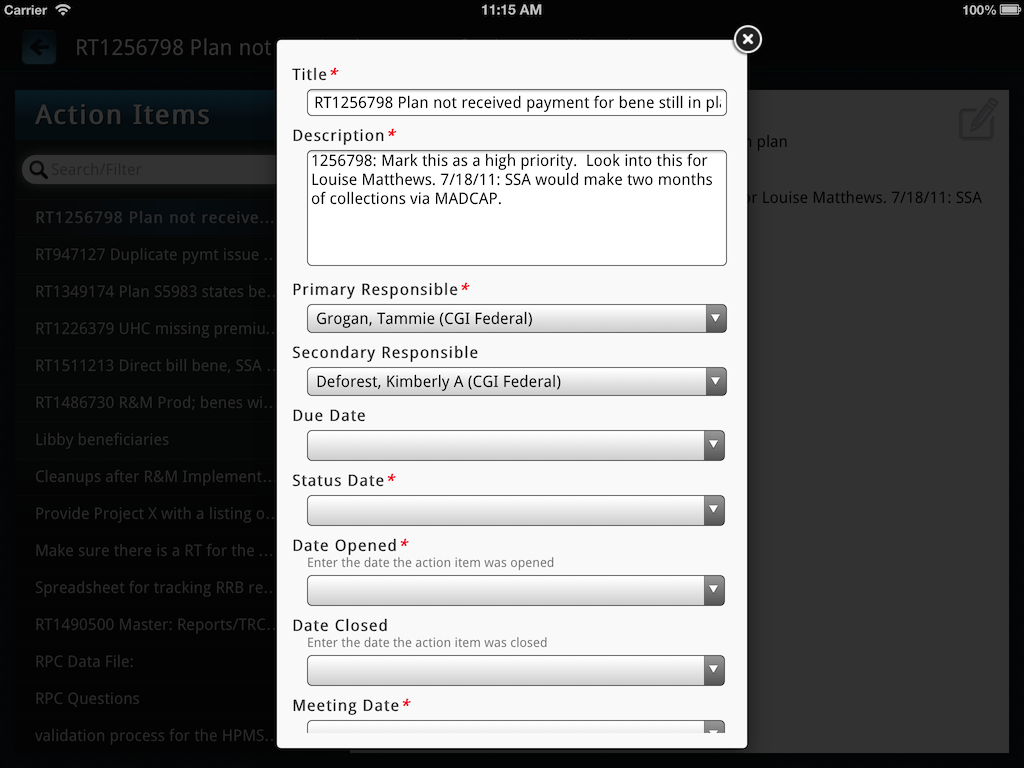 Carrier
11:15 AM
100%
RT1256798 Plan not
Action Items
Search/Filter
RT1256798 Plan not receive...
RT947127 Duplicate pymt issue ...
RT1349174 Plan S5983 states be...
RT1226379 UHC missing premiu...
RT1511213 Direct bill bene, SSA ...
RT1486730 R&M Prod; benes wi...
Libby beneficiaries
Cleanups after R&M Implement...
Provide Project X with a listing o...
Make sure there is a RT for the ...
Spreadsheet for tracking RRB re...
RT1490500 Master: Reports/TRC...
RPC Data File:
RPC Questions
validation process for the HPMS...
Title*
RT1256798 Plan not received payment for bene still in pl
Description*
1256798: Mark this as a high priority.  Look into this for
Louise Matthews. 7/18/11: SSA would make two months
of collections via MADCAP.
Primary Responsible*
Grogan, Tammie (CGI Federal)
Secondary Responsible
Deforest, Kimberly A (CGI Federal)
Due Date
Status Date*
Date Opened*
Enter the date the action item was opened
Date Closed
Enter the date the action item was closed
Meeting Date*
plan
r Louise Matthews. 7/18/11: SSA